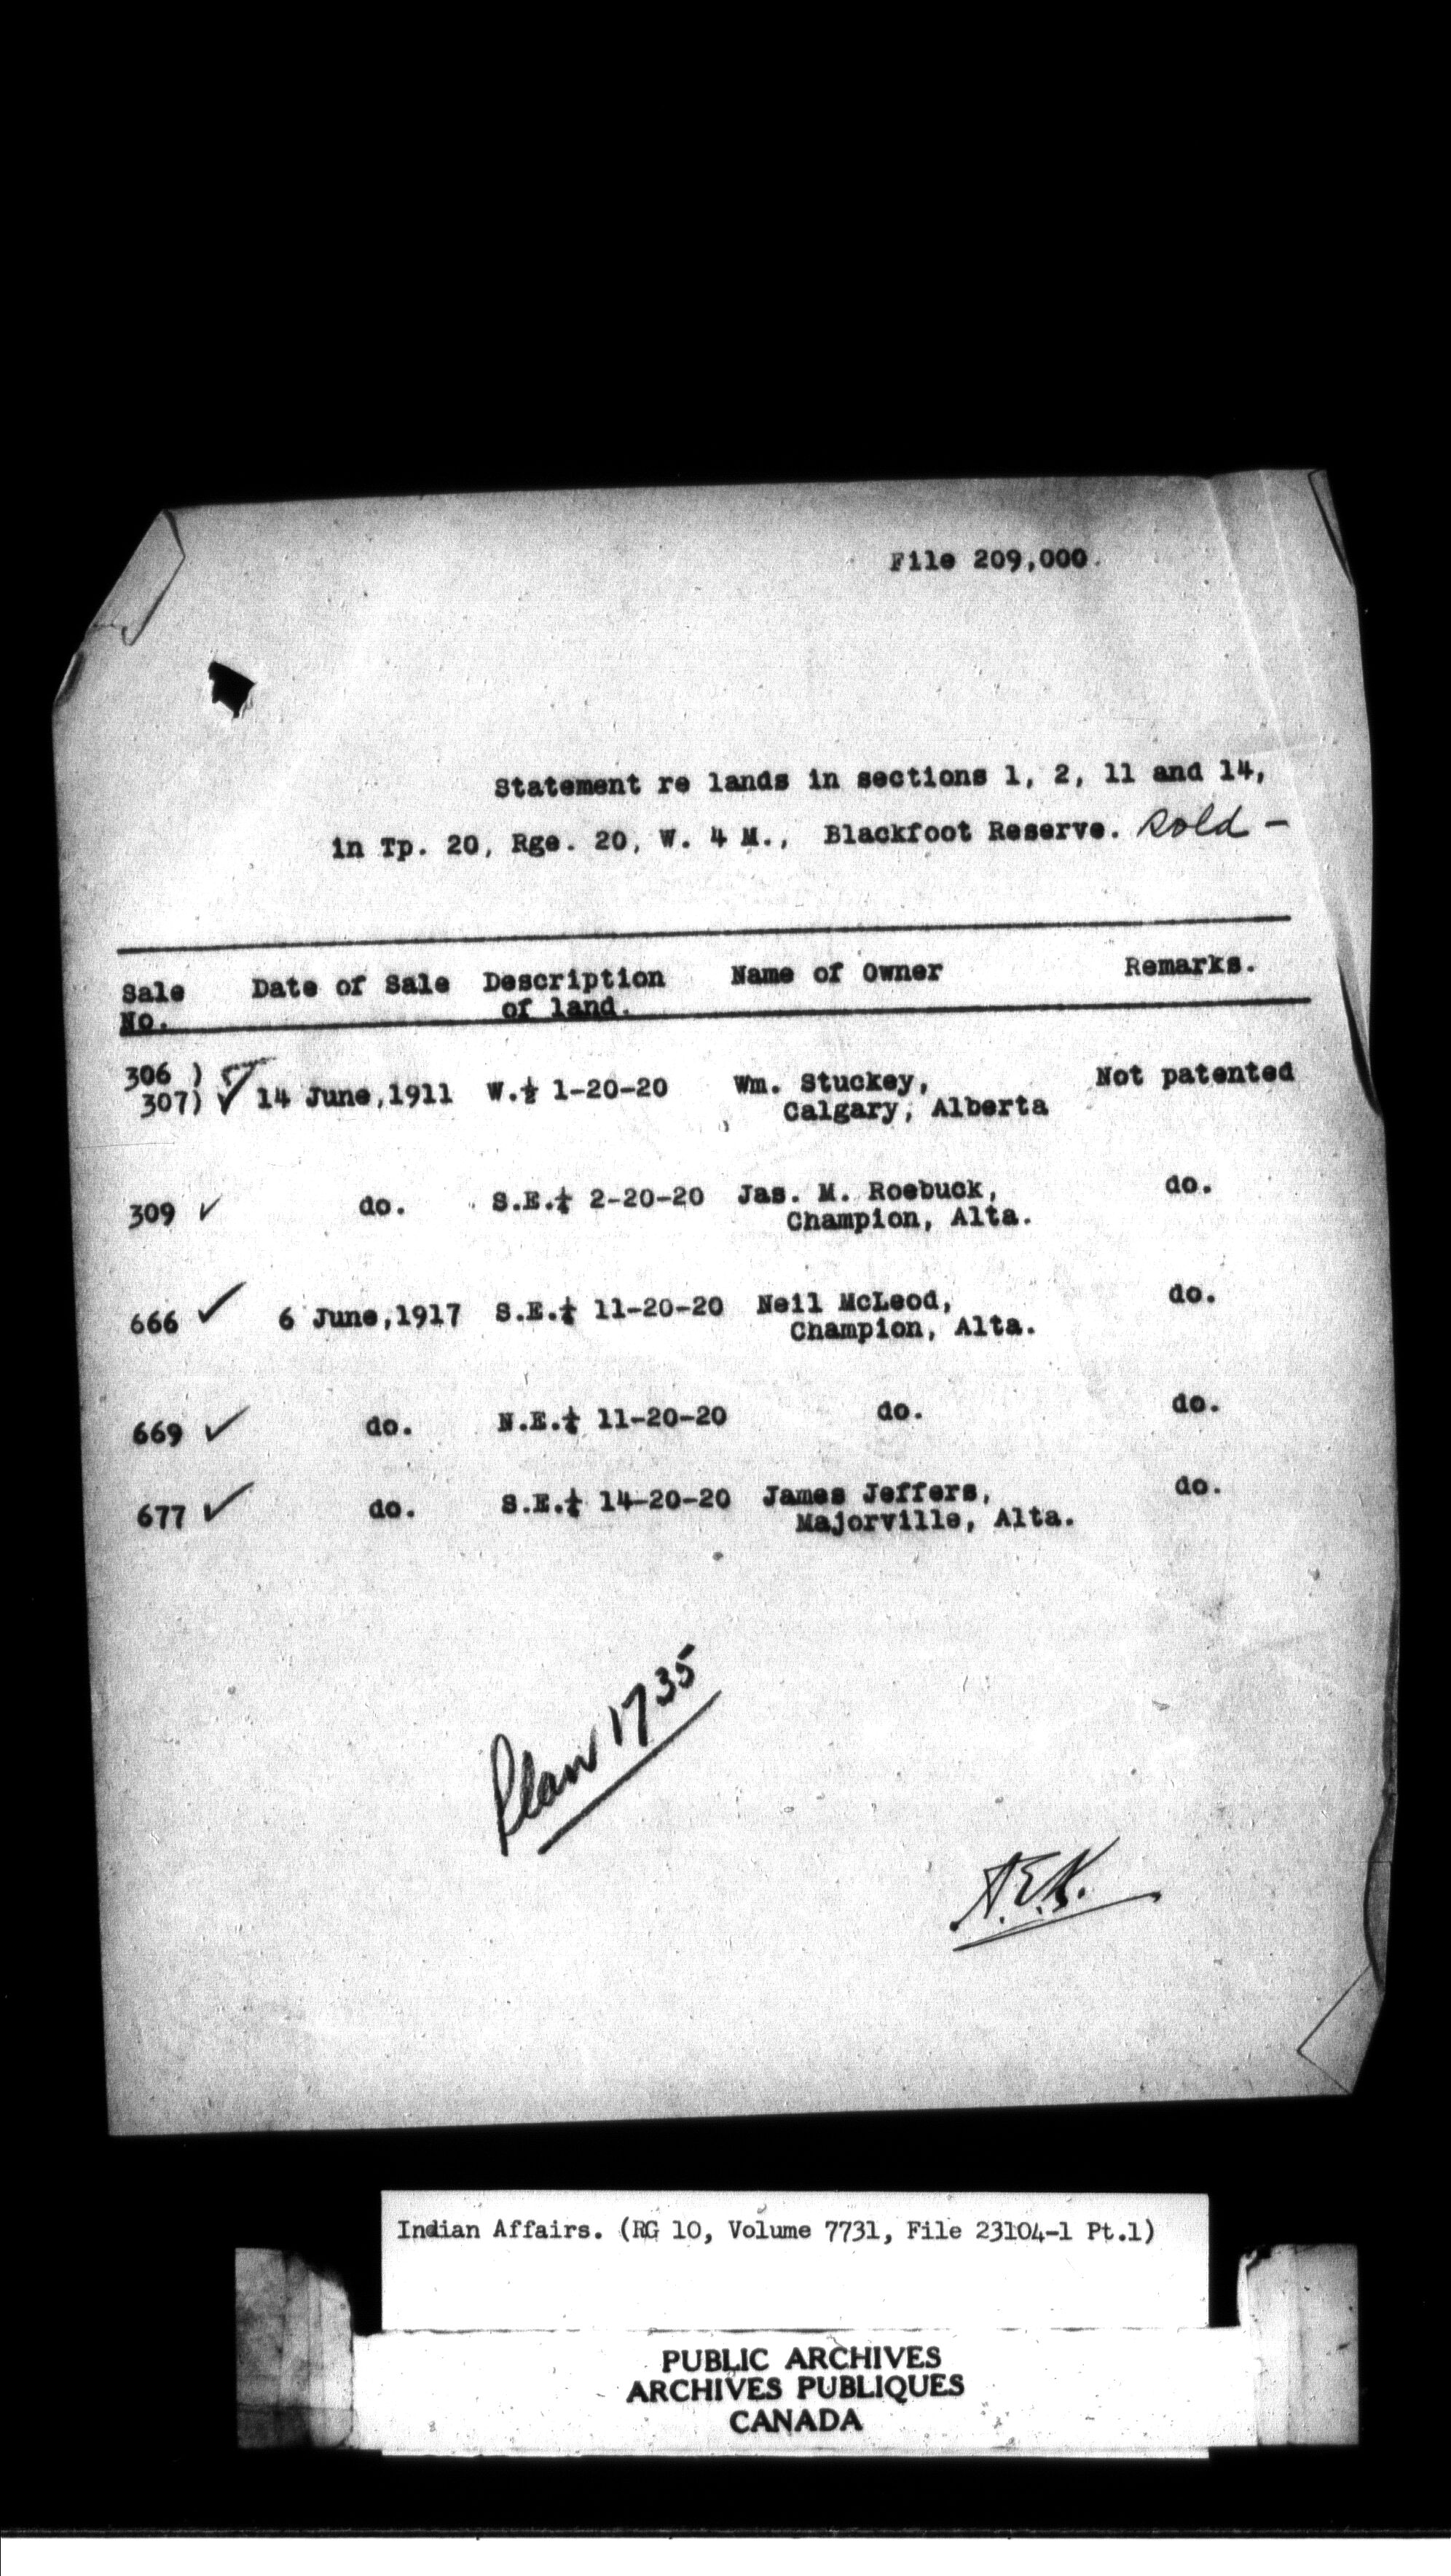 File 209,000.
Statement re lands in sections 1, 2, 11 and 14,
in Tp. 20, Rge. 20, W. 4 M., Blackfoot Reserve. Sold -
Sale No. Date of Sale Description of land. Name of Owner Remarks.
306 )
307) ✓ 14 June,1911 W.½ 1-20-20 Wm. Stuckey, Not patented
Calgary, Alberta
309 ✓ do. S.E.¼ 2-20-20 Jas. M. Roebuck, do.
Champion, Alta.
666 ✓ 6 June,1917 S.E.¼ 11-20-20 Neil McLeod, do.
Champion, Alta.
669 ✓ do. N.E.¼ 11-20-20 do. do.
677 ✓ do. S.E.¼ 14-20-20 James Jeffers, do.
Majorville, Alta.
Plan 1735
A.E.K.
Indian Affairs. (RG 10, Volume 7731, File 23104-1 Pt.1)
PUBLIC ARCHIVES
ARCHIVES PUBLIQUES
CANADA